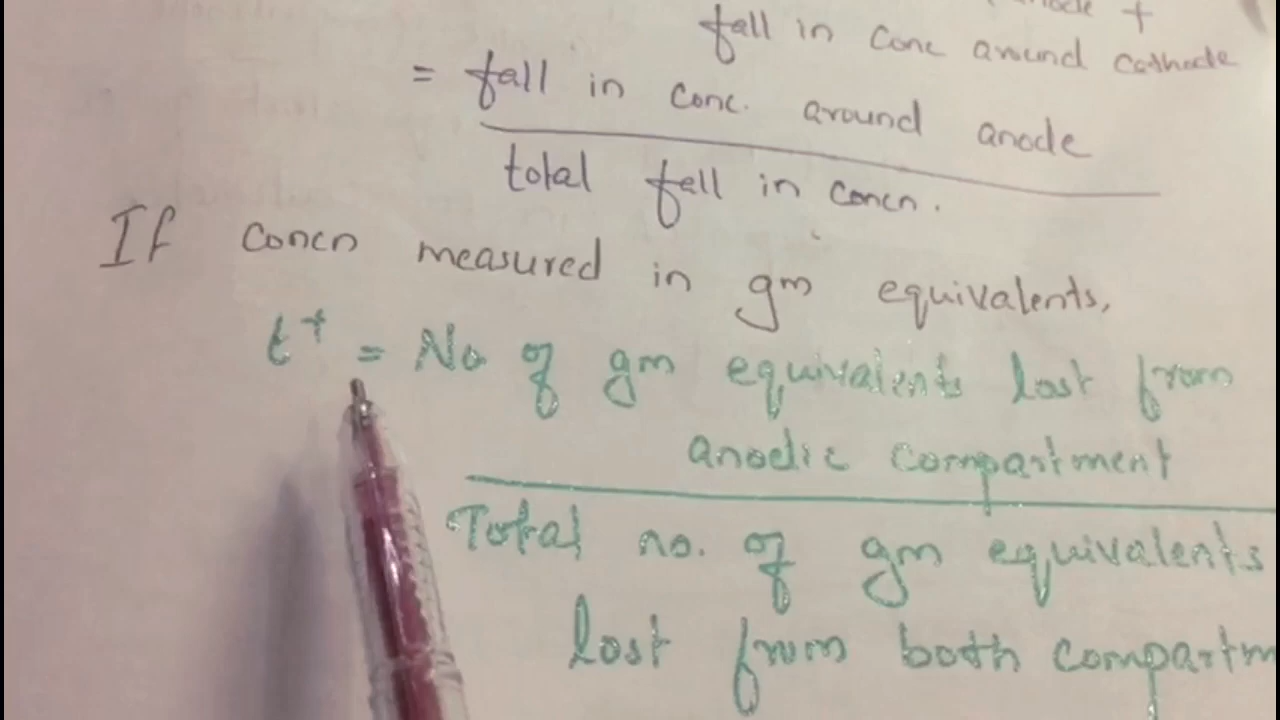 +
fall in conc around cathode
= fall in conc. around anode
total fall in concn.
If concn measured in gm equivalents,
t+ = No of gm equivalents lost from
anodic compartment
Total no. of gm equivalents
lost from both compartm